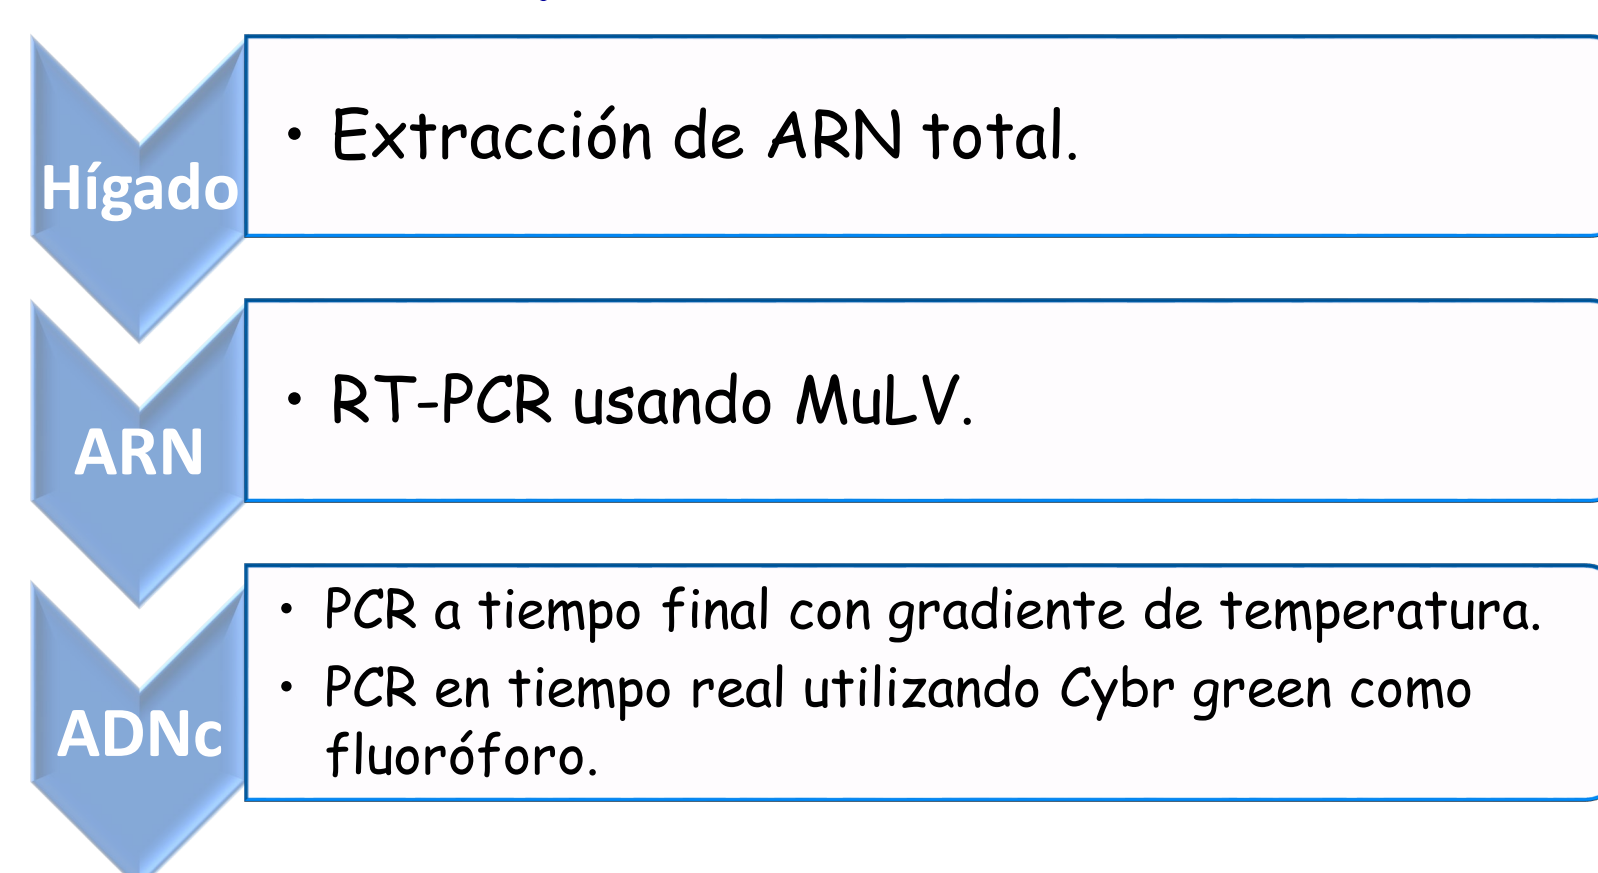 Hígado
• Extracción de ARN total.
ARN
• RT-PCR usando MuLV.
ADNc
• PCR a tiempo final con gradiente de temperatura.
• PCR en tiempo real utilizando Cybr green como
fluoróforo.